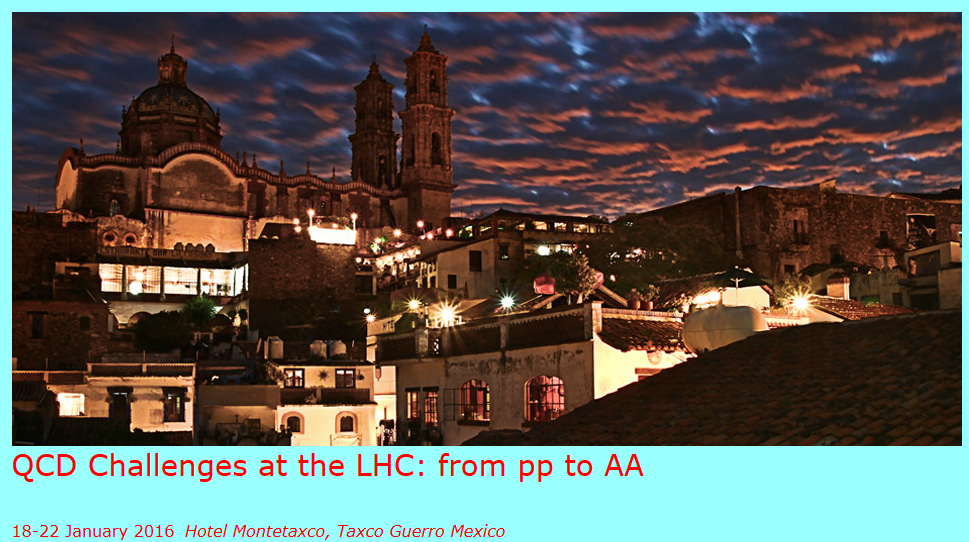 QCD Challenges at the LHC: from pp to AA
18-22 January 2016 Hotel Montetaxco, Taxco Guerro Mexico